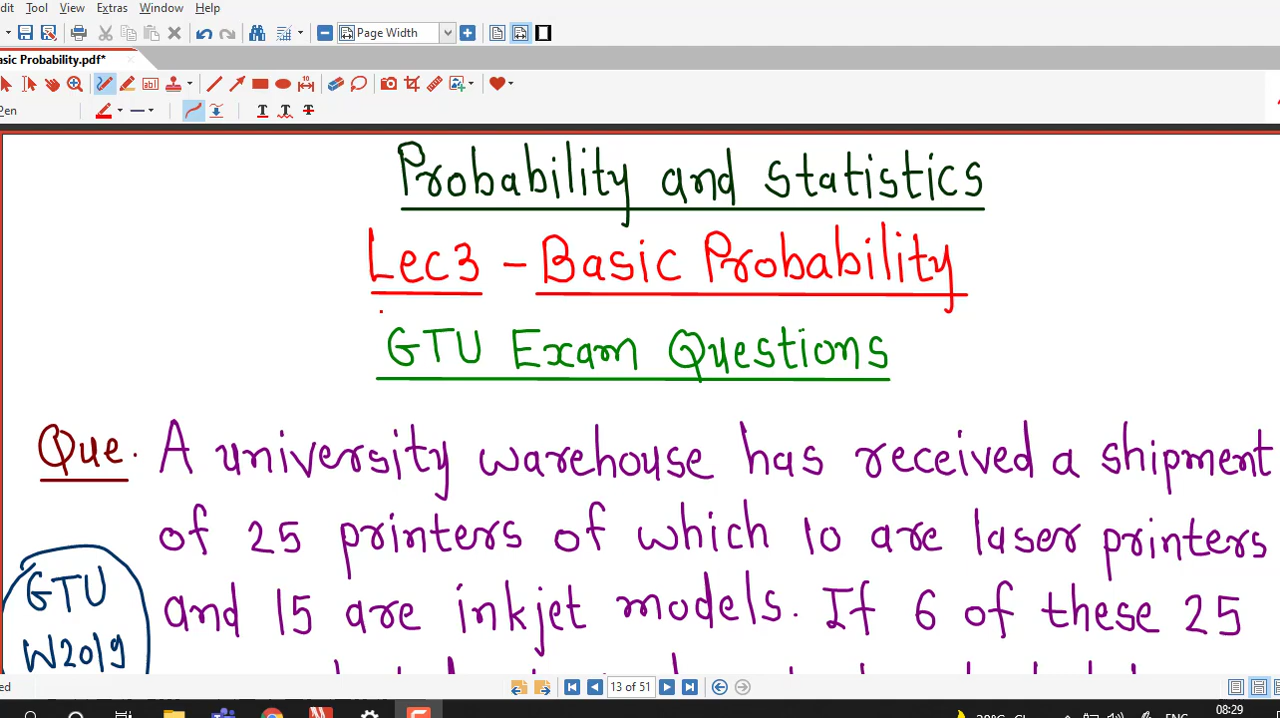 dit Tool View Extras Window Help
Page Width
asic Probability.pdf*
Pen
Probability and statistics
Lec3 - Basic Probability
GTU Exam Questions
Que. A university warehouse has received a shipment
of 25 printers of which 10 are laser printers
and 15 are inkjet models. If 6 of these 25
GTU
W2019
13 of 51
08:29
ENG